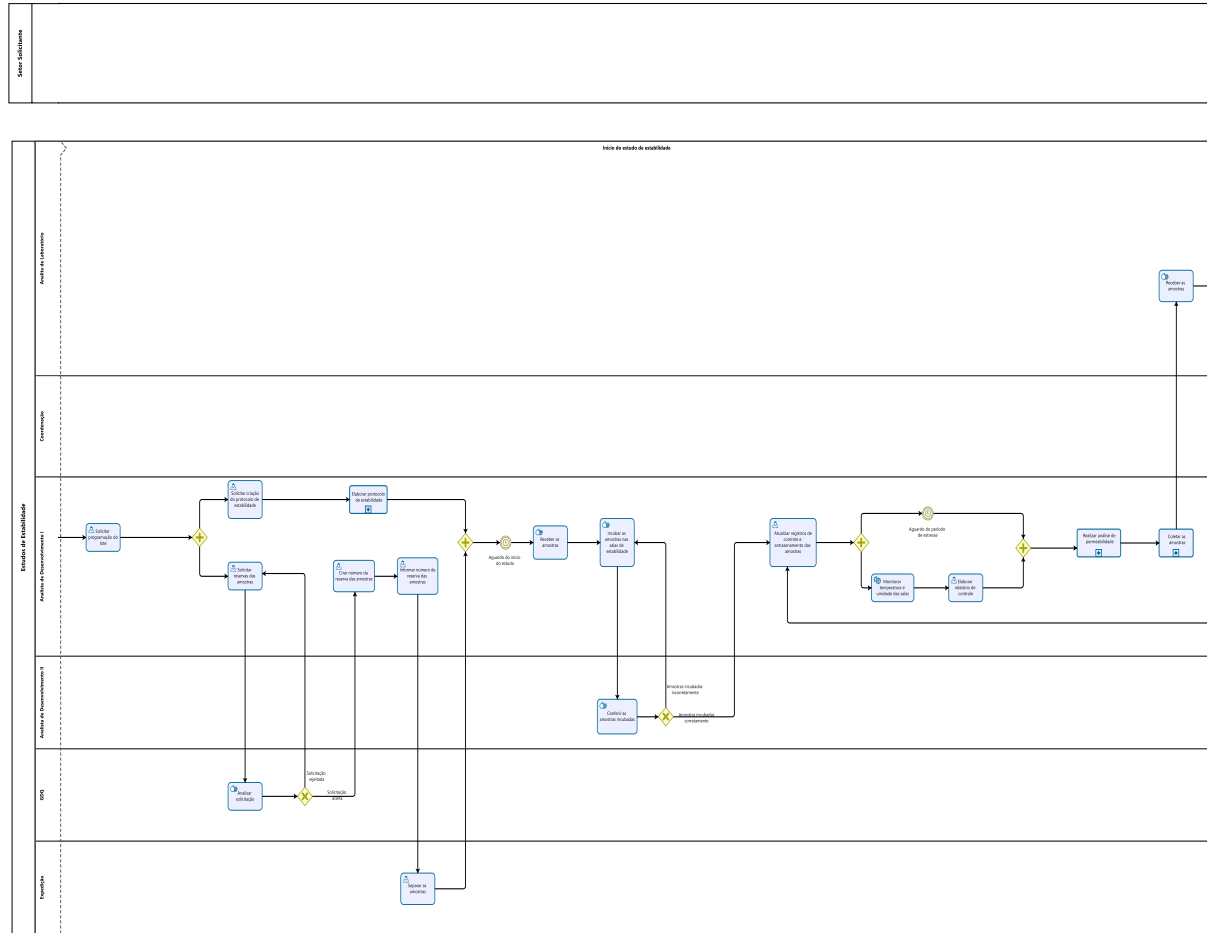 Setor Solicitante
Estudos de Estabilidade
Início do estudo de estabilidade
Analita de Laboratório
Receber as
amostras
Coordenação
Analista de Desenvolvimento I
Solicitar
programação do
lote
Solicitar criação
do protocolo de
estabilidade
Elaborar protocolo
de estabilidade
Solicitar
reservas das
amostras
Criar número da
reserva das amostras
Informar número de
reserva das
amostras
Aguardo do início
do estudo
Receber as
amostras
Incubar as
amostras nas
salas de
estabilidade
Atualizar registros de
controle e
armazenamento das
amostras
Aguardo do período
de estresse
Monitorar
temperatura e
umidade das salas
Elaborar
relatório de
controle
Realizar análise de
permeabilidade
Coletar as
amostras
Analista de Desenvolvimento II
Conferir as
amostras incubadas
Amostras incubadas
incorretamente
Amostras incubadas
corretamente
GDQ
Analisar
solicitação
Solicitação
rejeitada
Solicitação
aceita
Expedição
Separar as
amostras